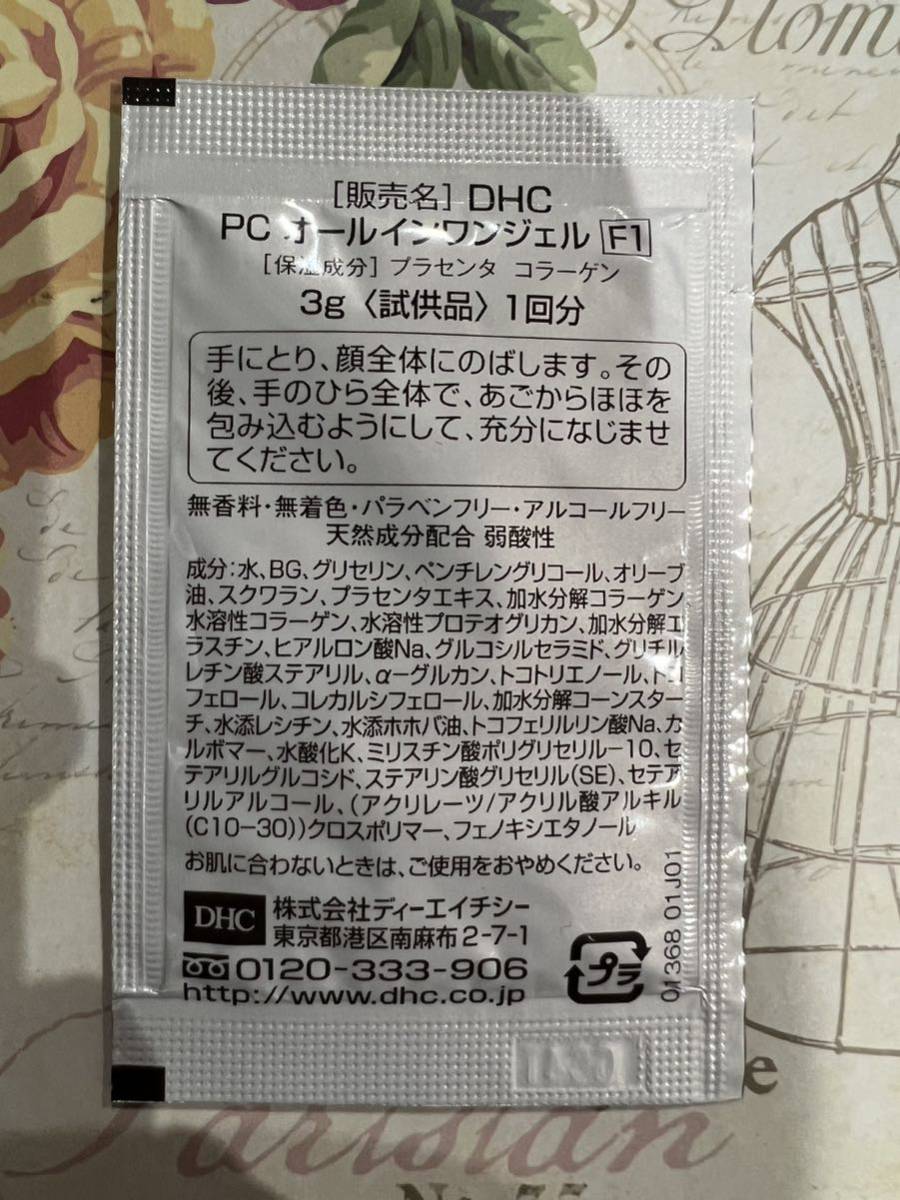 [販売名] DHC
PC オールインワンジェル F1
[保湿成分] プラセンタ コラーゲン
3g 〈試供品〉 1回分
手にとり、顔全体にのばします。その
後、手のひら全体で、あごからほほを
包み込むようにして、充分になじませ
てください。
無香料・無着色・パラベンフリー・アルコールフリー
天然成分配合 弱酸性
成分:水、BG、グリセリン、ペンチレングリコール、オリーブ
油、スクワラン、プラセンタエキス、加水分解コラーゲン、
水溶性コラーゲン、水溶性プロテオグリカン、加水分解エ
ラスチン、ヒアルロン酸Na、グルコシルセラミド、グリチル
レチン酸ステアリル、α-グルカン、トコトリエノール、トコ
フェロール、コレカルシフェロール、加水分解コーンスター
チ、水添レシチン、水添ホホバ油、トコフェリルリン酸Na、カ
ルボマー、水酸化K、ミリスチン酸ポリグリセリル-10、セ
テアリルグルコシド、ステアリン酸グリセリル(SE)、セテア
リルアルコール、(アクリレーツ/アクリル酸アルキル
(C10-30))クロスポリマー、フェノキシエタノール
お肌に合わないときは、ご使用をおやめください。
DHC 株式会社ディーエイチシー
東京都港区南麻布2-7-1
0120-333-906
http://www.dhc.co.jp
プラ
01368 01J01
Parisian